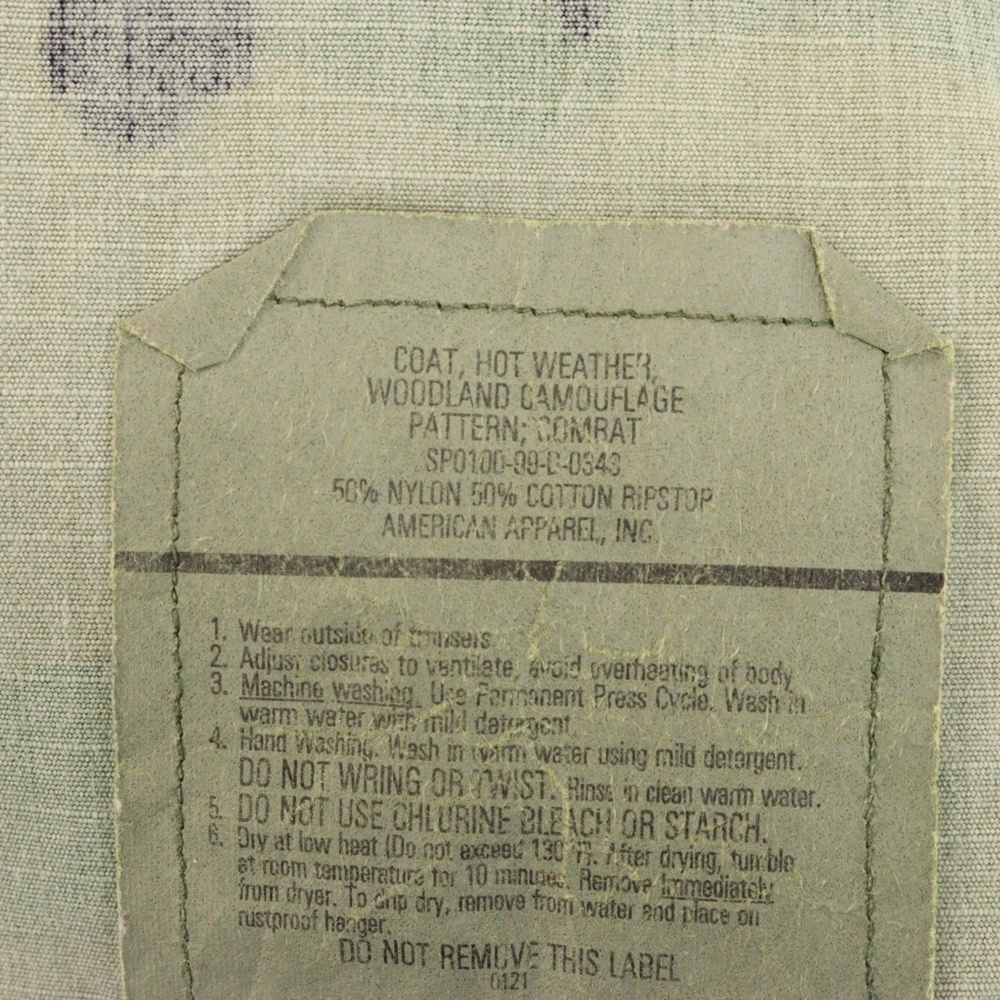 COAT, HOT WEATHER,
WOODLAND CAMOUFLAGE
PATTERN; COMBAT
SP0100-99-D-0343
50% NYLON 50% COTTON RIPSTOP
AMERICAN APPAREL, INC.
1. Wear outside of trousers
2. Adjust closures to ventilate, avoid overheating of body
3. Machine washing. Use Permanent Press Cycle. Wash in
warm water with mild detergent.
4. Hand Washing. Wash in warm water using mild detergent.
DO NOT WRING OR TWIST. Rinse in clean warm water.
5. DO NOT USE CHLORINE BLEACH OR STARCH.
6. Dry at low heat (Do not exceed 130°F). After drying, tumble
at room temperature for 10 minutes. Remove immediately
from dryer. To drip dry, remove from water and place on
rustproof hanger.
DO NOT REMOVE THIS LABEL
0121